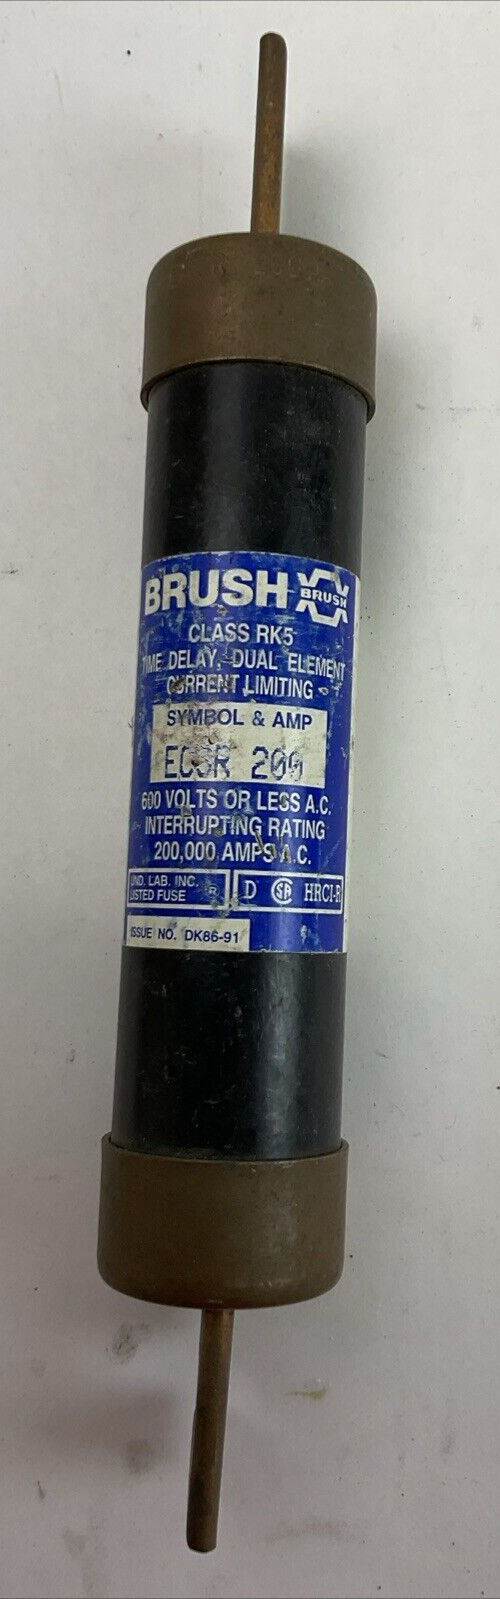 BRUSH BRUSH
CLASS RK5
TIME DELAY, DUAL ELEMENT
CURRENT LIMITING
SYMBOL & AMP
ECSR 200
600 VOLTS OR LESS A.C.
INTERRUPTING RATING
200,000 AMPS A.C.
UND. LAB. INC. ® D SA HRCI-R
LISTED FUSE
ISSUE NO. DK86-91